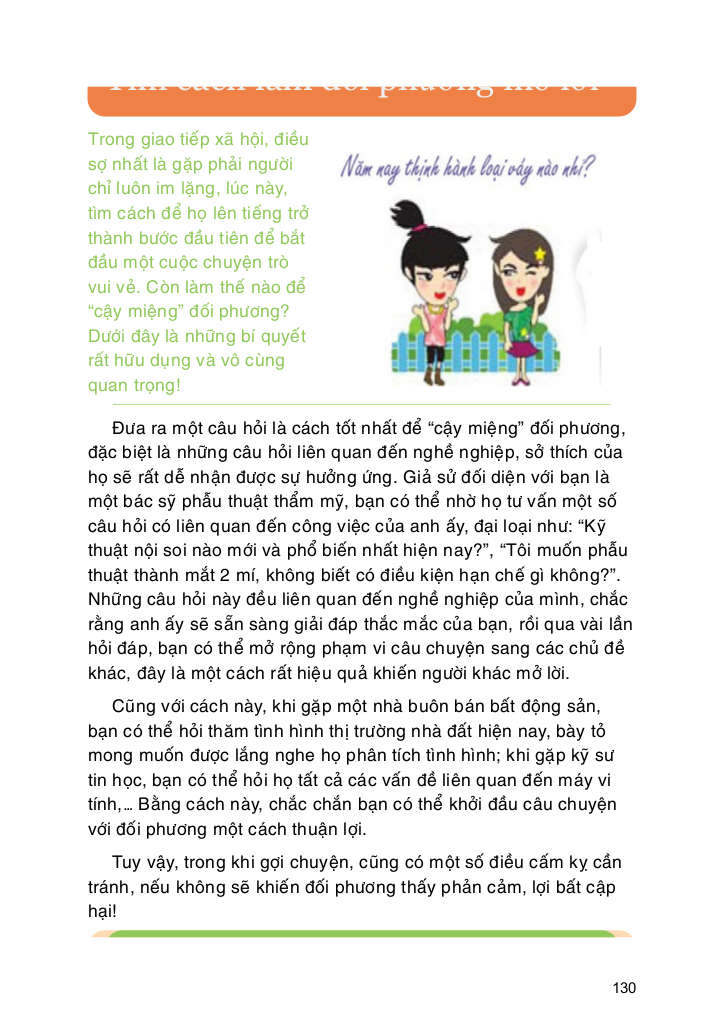 Trong giao tiếp xã hội, điều
sợ nhất là gặp phải người
chỉ luôn im lặng, lúc này,
tìm cách để họ lên tiếng trở
thành bước đầu tiên để bắt
đầu một cuộc chuyện trò
vui vẻ. Còn làm thế nào để
“cậy miệng” đối phương?
Dưới đây là những bí quyết
rất hữu dụng và vô cùng
quan trọng!
Năm nay thịnh hành loại váy nào nhỉ?
Đưa ra một câu hỏi là cách tốt nhất để “cậy miệng” đối phương,
đặc biệt là những câu hỏi liên quan đến nghề nghiệp, sở thích của
họ sẽ rất dễ nhận được sự hưởng ứng. Giả sử đối diện với bạn là
một bác sỹ phẫu thuật thẩm mỹ, bạn có thể nhờ họ tư vấn một số
câu hỏi có liên quan đến công việc của anh ấy, đại loại như: “Kỹ
thuật nội soi nào mới và phổ biến nhất hiện nay?”, “Tôi muốn phẫu
thuật thành mắt 2 mí, không biết có điều kiện hạn chế gì không?”.
Những câu hỏi này đều liên quan đến nghề nghiệp của mình, chắc
rằng anh ấy sẽ sẵn sàng giải đáp thắc mắc của bạn, rồi qua vài lần
hỏi đáp, bạn có thể mở rộng phạm vi câu chuyện sang các chủ đề
khác, đây là một cách rất hiệu quả khiến người khác mở lời.
Cũng với cách này, khi gặp một nhà buôn bán bất động sản,
bạn có thể hỏi thăm tình hình thị trường nhà đất hiện nay, bày tỏ
mong muốn được lắng nghe họ phân tích tình hình; khi gặp kỹ sư
tin học, bạn có thể hỏi họ tất cả các vấn đề liên quan đến máy vi
tính,... Bằng cách này, chắc chắn bạn có thể khởi đầu câu chuyện
với đối phương một cách thuận lợi.
Tuy vậy, trong khi gợi chuyện, cũng có một số điều cấm kỵ cần
tránh, nếu không sẽ khiến đối phương thấy phản cảm, lợi bất cập
hại!
130